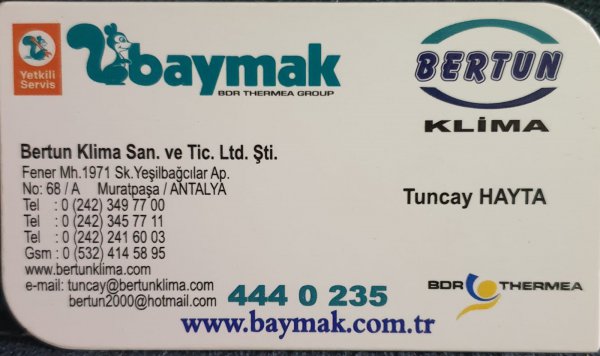 Yetkili
Servis
baymak
BDR THERMEA GROUP
BERTUN
KLİMA
Bertun Klima San. ve Tic. Ltd. Şti.
Fener Mh.1971 Sk.Yeşilbağcılar Ap.
No: 68 / A Muratpaşa / ANTALYA
Tel : 0 (242) 349 77 00
Tel : 0 (242) 345 77 11
Tel : 0 (242) 241 60 03
Gsm : 0 (532) 414 58 95
www.bertunklima.com
e-mail: tuncay@bertunklima.com
bertun2000@hotmail.com
Tuncay HAYTA
444 0 235
BDR THERMEA
www.baymak.com.tr